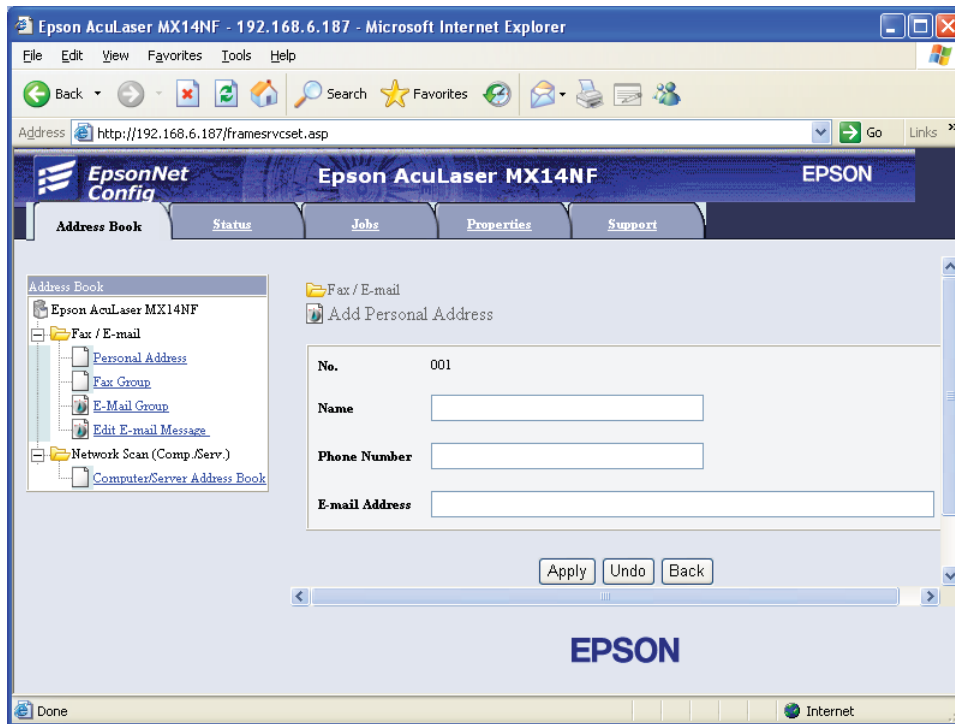 Epson AcuLaser MX14NF - 192.168.6.187 - Microsoft Internet Explorer
File Edit View Favorites Tools Help
Back Search Favorites
Address http://192.168.6.187/framesrvcset.asp Go Links »
EpsonNet
Config
Epson AcuLaser MX14NF
EPSON
Address Book Status Jobs Properties Support
Address Book
Epson AcuLaser MX14NF
Fax / E-mail
Personal Address
Fax Group
E-Mail Group
Edit E-mail Message
Network Scan (Comp./Serv.)
Computer/Server Address Book
Fax / E-mail
Add Personal Address
No. 001
Name
Phone Number
E-mail Address
Apply Undo Back
EPSON
Done Internet